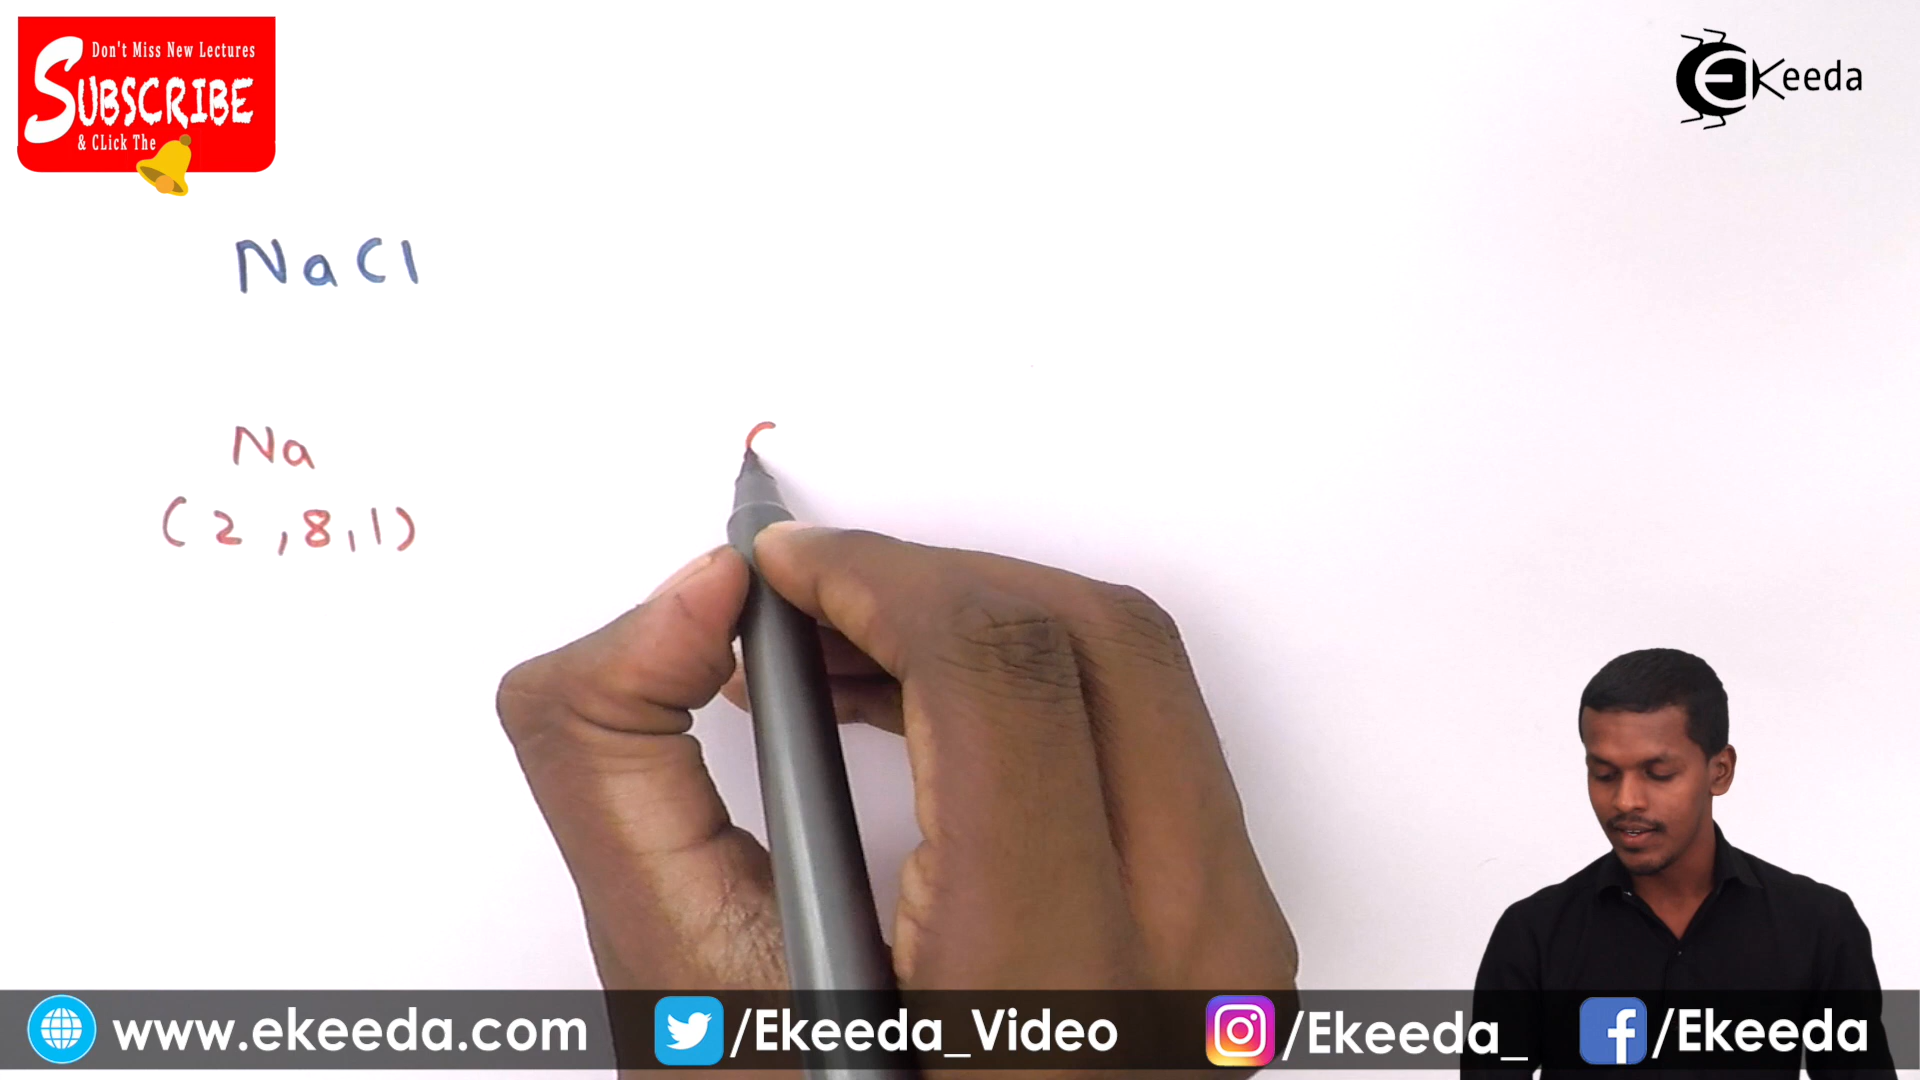 Don't Miss New Lectures
SUBSCRIBE
& CLick The
Keeda
NaCl
Na
(2,8,1)
www.ekeeda.com
/Ekeeda_Video
/Ekeeda_
/Ekeeda